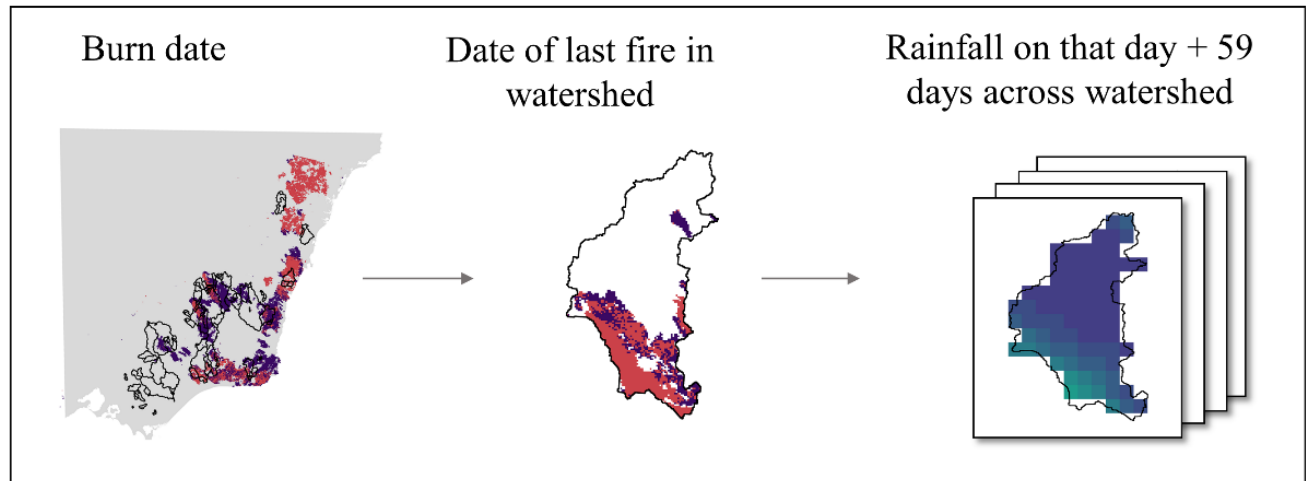 Burn date
Date of last fire in
watershed
Rainfall on that day + 59
days across watershed